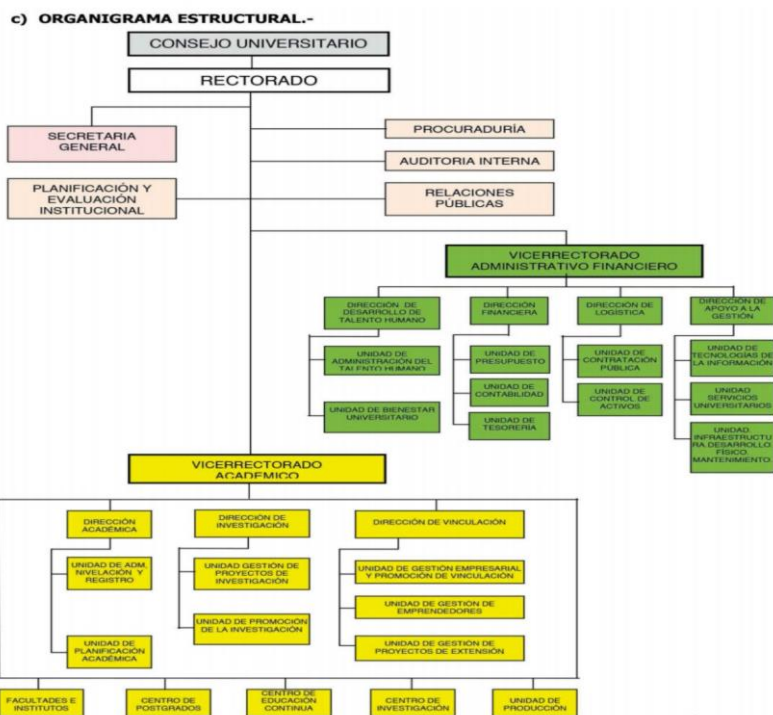 c) ORGANIGRAMA ESTRUCTURAL.-
CONSEJO UNIVERSITARIO
RECTORADO
SECRETARIA
GENERAL
PROCURADURÍA
AUDITORIA INTERNA
PLANIFICACIÓN Y
EVALUACIÓN
INSTITUCIONAL
RELACIONES
PÚBLICAS
VICERRECTORADO
ADMINISTRATIVO FINANCIERO
DIRECCIÓN DE
DESARROLLO DE
TALENTO HUMANO
DIRECCIÓN
FINANCIERA
DIRECCIÓN DE
LOGÍSTICA
DIRECCIÓN DE
APOYO A LA
GESTIÓN
UNIDAD DE
ADMINISTRACIÓN DEL
TALENTO HUMANO
UNIDAD DE BIENESTAR
UNIVERSITARIO
UNIDAD DE
PRESUPUESTO
UNIDAD DE
CONTABILIDAD
UNIDAD DE
TESORERÍA
UNIDAD DE
CONTRATACIÓN
PÚBLICA
UNIDAD DE
CONTROL DE
ACTIVOS
UNIDAD DE
TECNOLOGÍAS DE
LA INFORMACIÓN
UNIDAD
SERVICIOS
UNIVERSITARIOS
UNIDAD.
INFRAESTRUCTU
RA.DESARROLLO
FÍSICO.
MANTENIMIENTO.
VICERRECTORADO
ACADÉMICO
DIRECCIÓN
ACADÉMICA
DIRECCIÓN DE
INVESTIGACIÓN
DIRECCIÓN DE VINCULACIÓN
UNIDAD DE ADM.
NIVELACIÓN Y
REGISTRO
UNIDAD DE
PLANIFICACIÓN
ACADÉMICA
UNIDAD GESTIÓN DE
PROYECTOS DE
INVESTIGACIÓN
UNIDAD DE PROMOCIÓN
DE LA INVESTIGACIÓN
UNIDAD DE GESTIÓN EMPRESARIAL
Y PROMOCIÓN DE VINCULACIÓN
UNIDAD DE GESTIÓN DE
EMPRENDEDORES
UNIDAD DE GESTIÓN DE
PROYECTOS DE EXTENSIÓN
FACULTADES E
INSTITUTOS
CENTRO DE
POSTGRADOS
CENTRO DE
EDUCACIÓN
CONTINUA
CENTRO DE
INVESTIGACIÓN
UNIDAD DE
PRODUCCIÓN